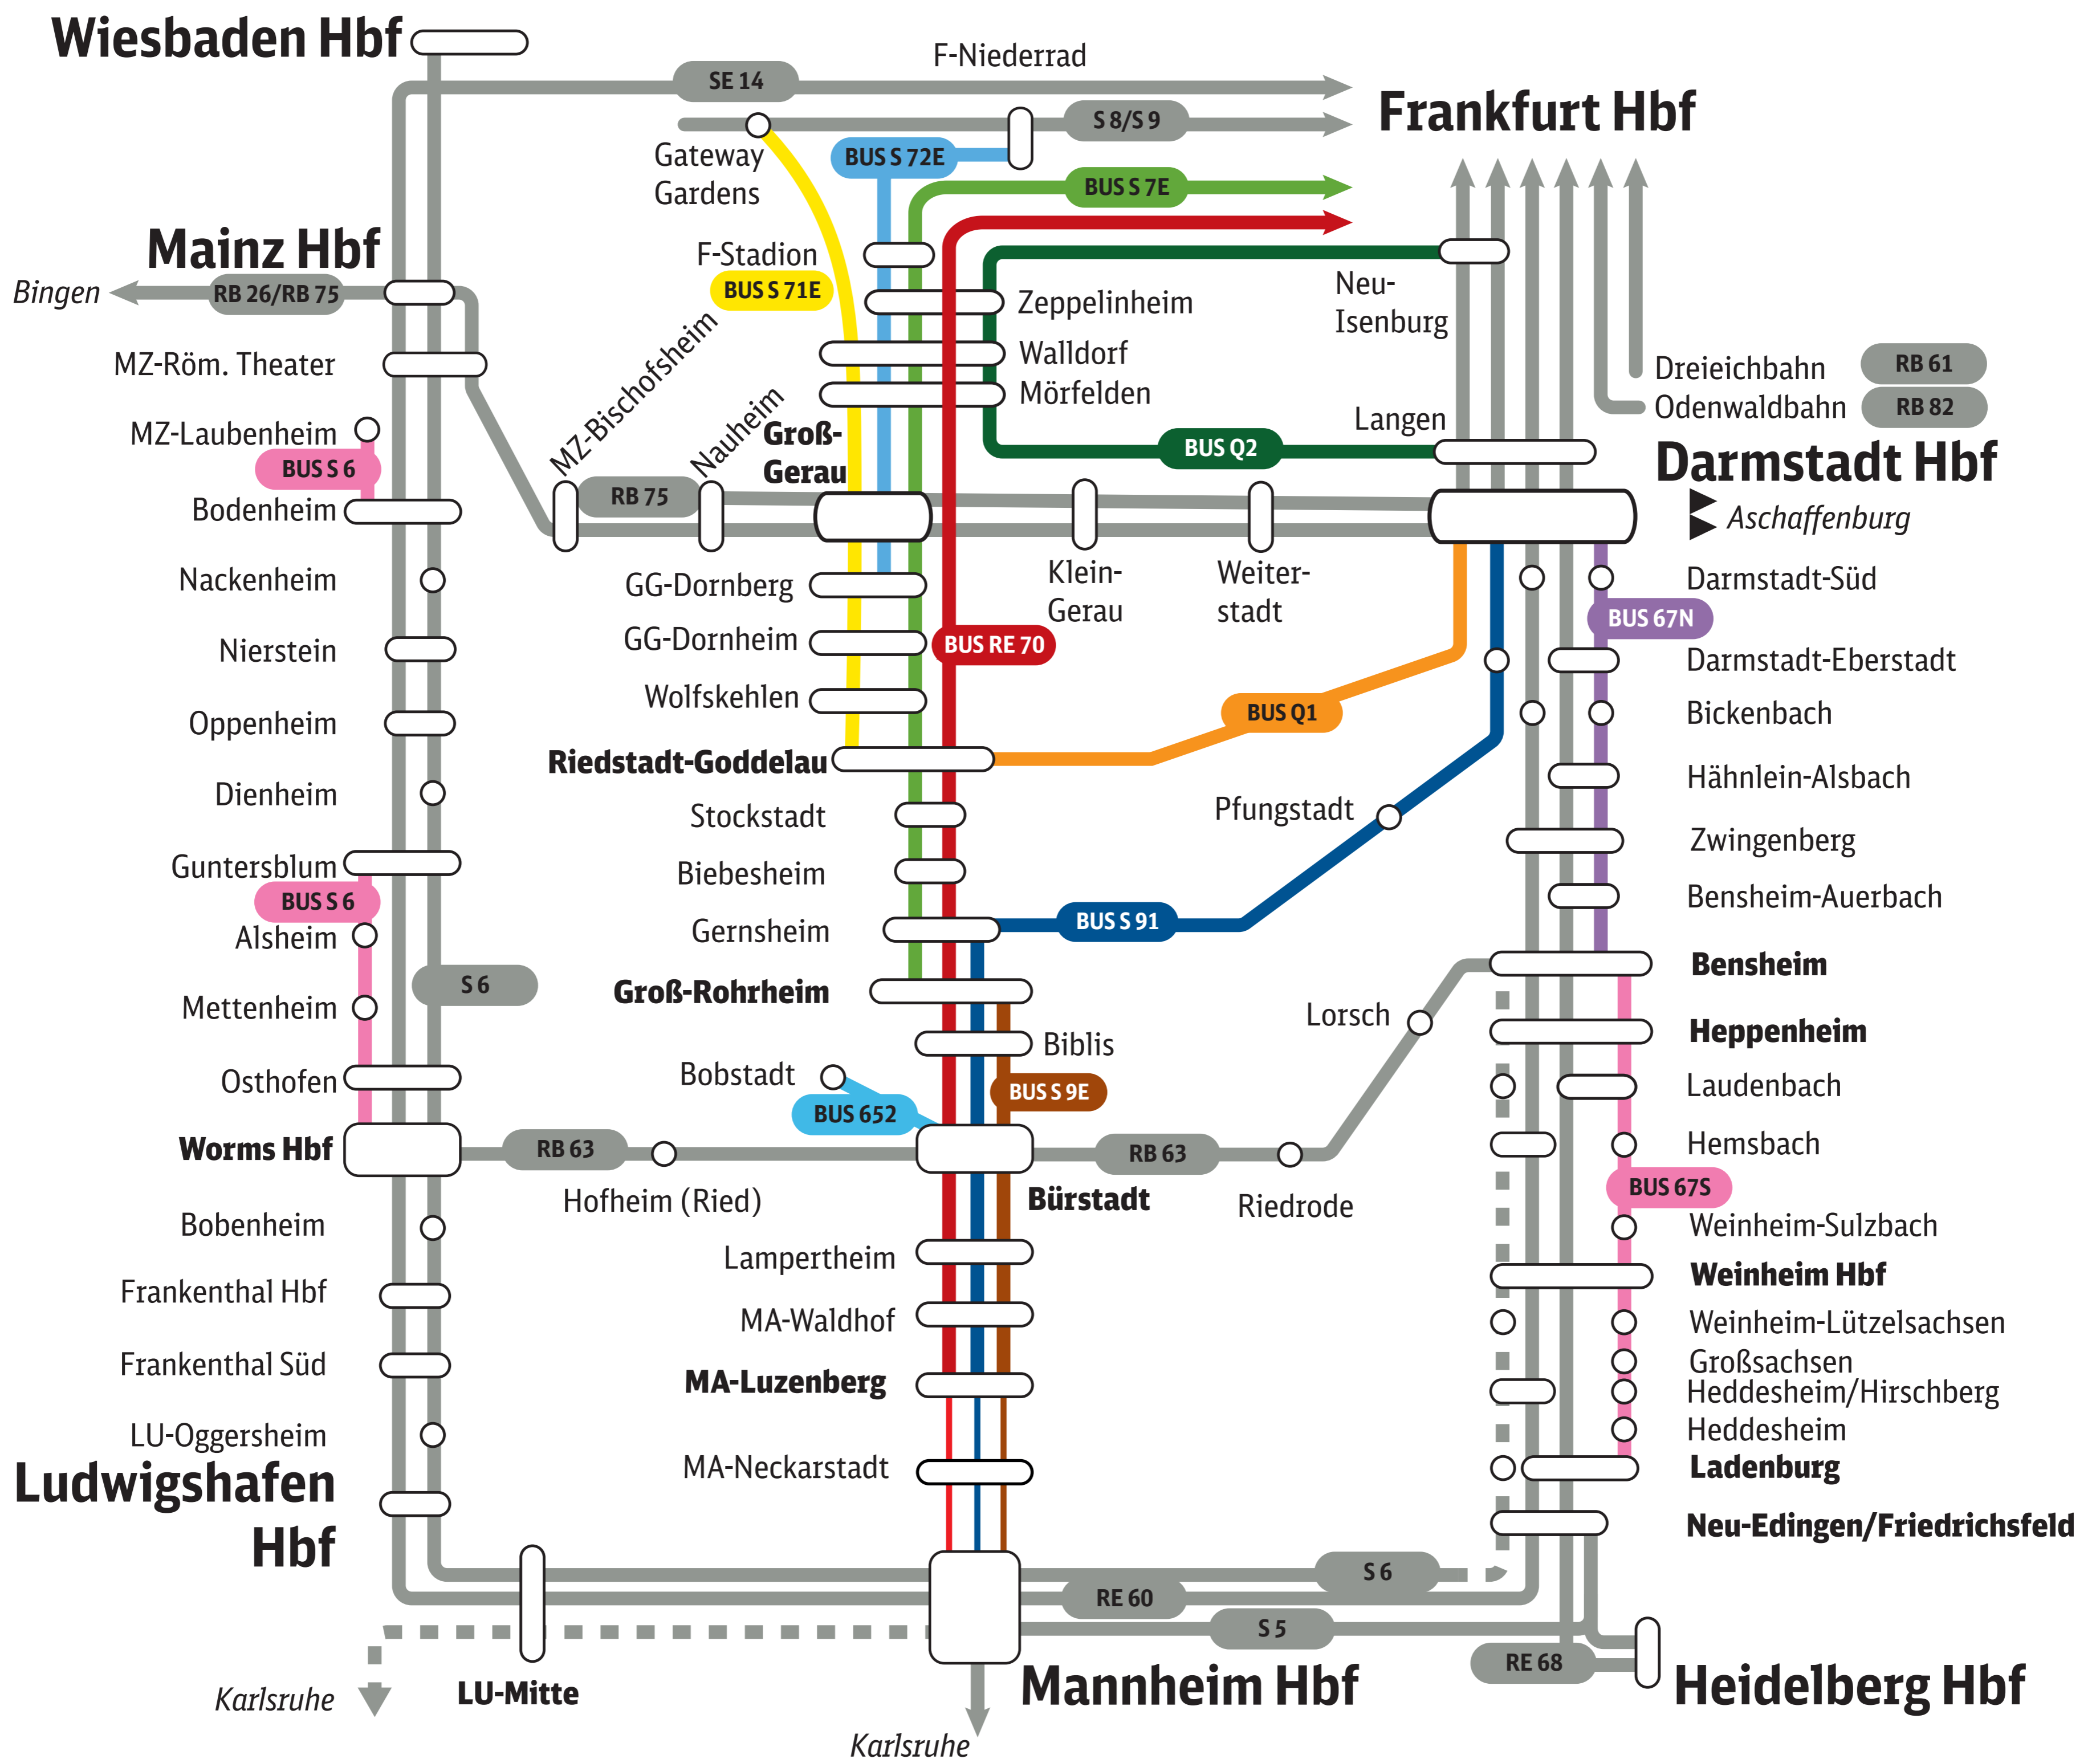 Wiesbaden Hbf
F-Niederrad
SE 14
Frankfurt Hbf
S 8/S 9
Gateway
Gardens
BUS S 72E
BUS S 7E
Mainz Hbf
F-Stadion
BUS S 71E
Bingen
RB 26/RB 75
Neu-
Isenburg
Zeppelinheim
MZ-Röm. Theater
Walldorf
Mörfelden
Dreieichbahn
RB 61
Odenwaldbahn
RB 82
MZ-Bischofsheim
Nauheim
Groß-
Gerau
Langen
BUS Q2
Darmstadt Hbf
MZ-Laubenheim
BUS S 6
RB 75
Aschaffenburg
Bodenheim
Nackenheim
GG-Dornberg
Klein-
Gerau
Weiter-
stadt
Darmstadt-Süd
BUS 67N
Nierstein
GG-Dornheim
BUS RE 70
Darmstadt-Eberstadt
Oppenheim
Wolfskehlen
BUS Q1
Bickenbach
Riedstadt-Goddelau
Dienheim
Hähnlein-Alsbach
Stockstadt
Pfungstadt
Zwingenberg
Guntersblum
BUS S 6
Biebesheim
Bensheim-Auerbach
Alsheim
Gernsheim
BUS S 91
Bensheim
S 6
Groß-Rohrheim
Mettenheim
Lorsch
Heppenheim
Biblis
Osthofen
Bobstadt
BUS 652
BUS S 9E
Laudenbach
Worms Hbf
RB 63
RB 63
Hemsbach
Hofheim (Ried)
Bürstadt
Riedrode
BUS 67S
Bobenheim
Weinheim-Sulzbach
Lampertheim
Weinheim Hbf
Frankenthal Hbf
MA-Waldhof
Weinheim-Lützelsachsen
Frankenthal Süd
MA-Luzenberg
Großsachsen
Heddesheim/Hirschberg
LU-Oggersheim
Heddesheim
MA-Neckarstadt
Ladenburg
Ludwigshafen
Hbf
Neu-Edingen/Friedrichsfeld
S 6
RE 60
S 5
RE 68
Karlsruhe
LU-Mitte
Mannheim Hbf
Heidelberg Hbf
Karlsruhe